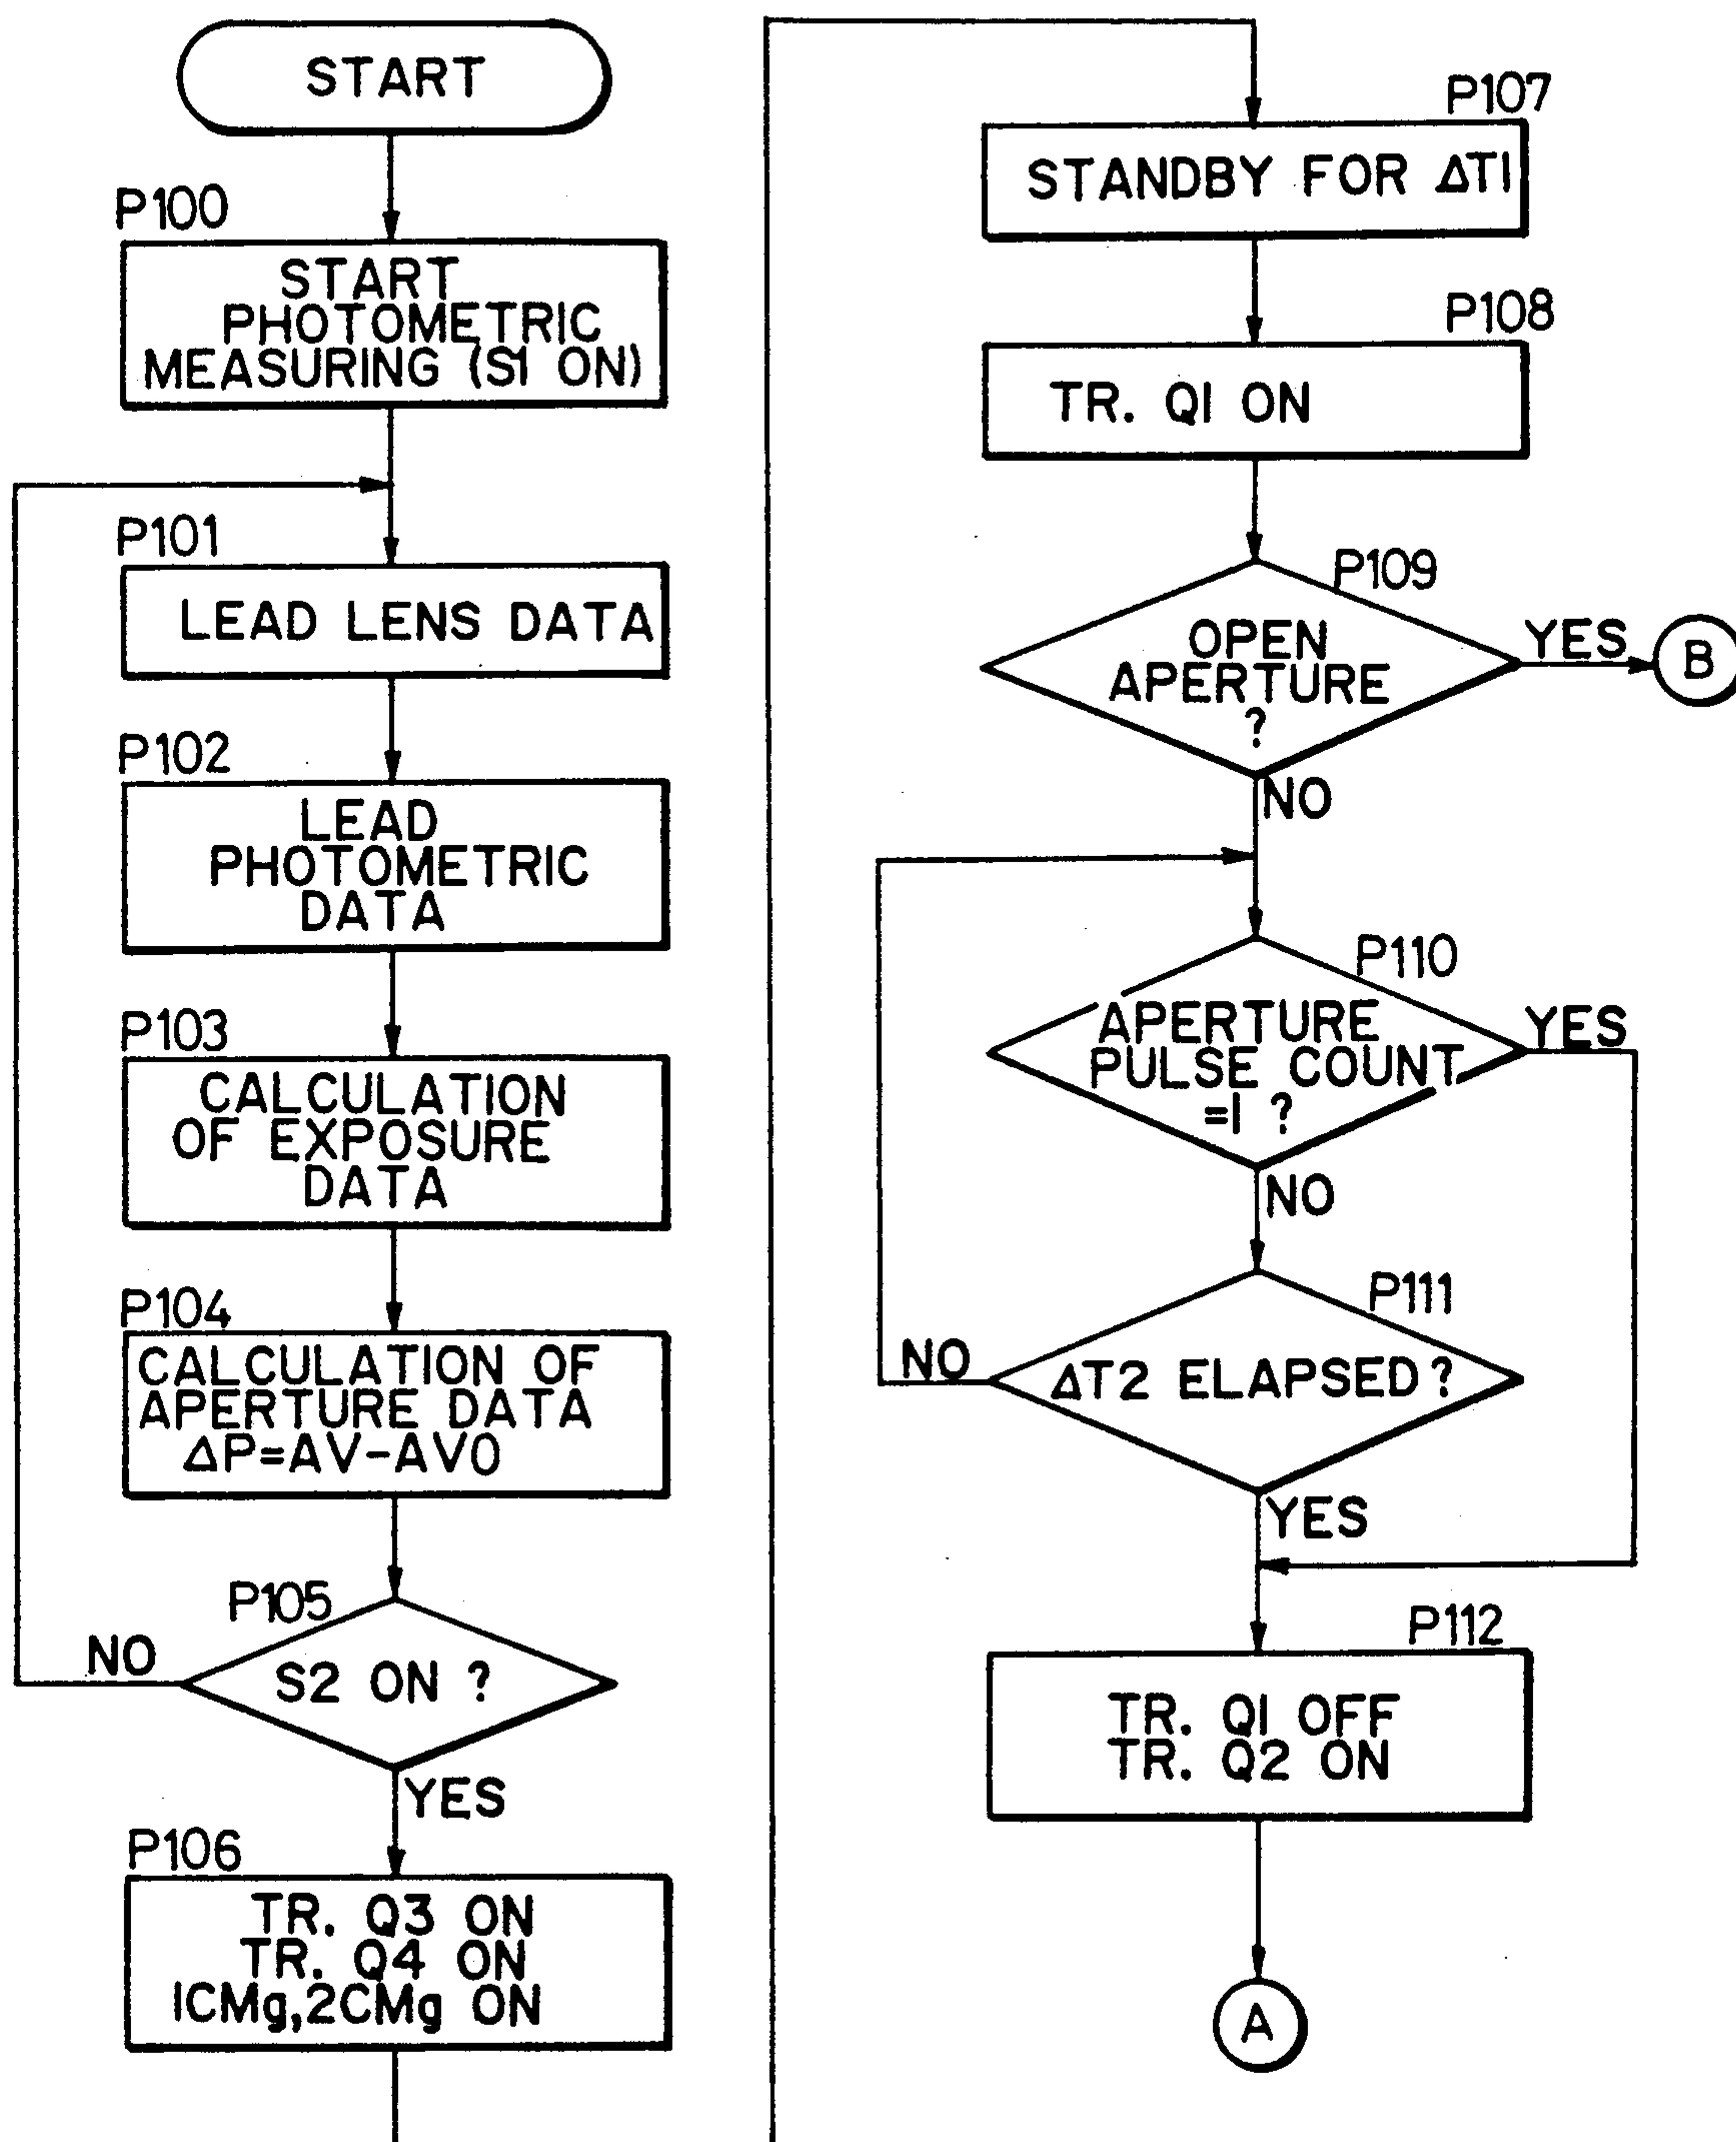 START
P100
START
PHOTOMETRIC
MEASURING (S1 ON)
P101
LEAD LENS DATA
P102
LEAD
PHOTOMETRIC
DATA
P103
CALCULATION
OF EXPOSURE
DATA
P104
CALCULATION OF
APERTURE DATA
ΔP=AV-AV0
P105
S2 ON ?
NO
YES
P106
TR. Q3 ON
TR. Q4 ON
1CMg,2CMg ON
P107
STANDBY FOR ΔT1
P108
TR. Q1 ON
P109
OPEN
APERTURE
?
YES
B
NO
P110
APERTURE
PULSE COUNT
=1 ?
YES
NO
P111
ΔT2 ELAPSED ?
NO
YES
P112
TR. Q1 OFF
TR. Q2 ON
A